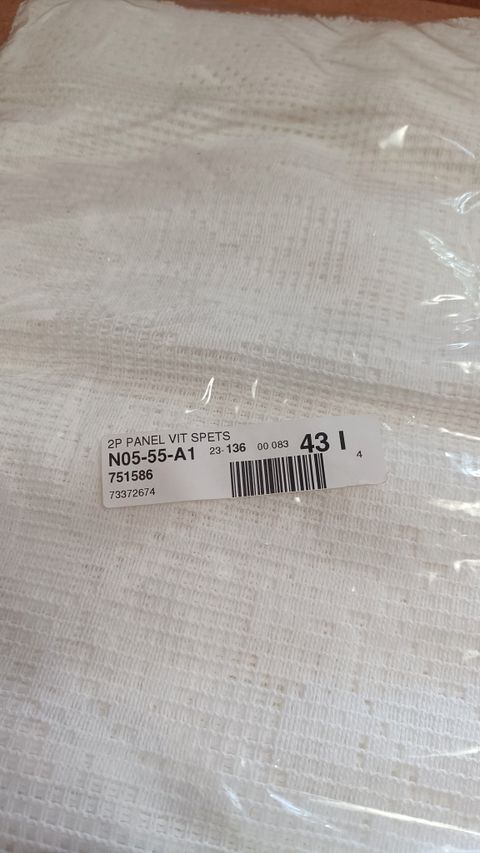 2P PANEL VIT SPETS
N05-55-A1 23-136 00 083 43 I 4
751586
73372674